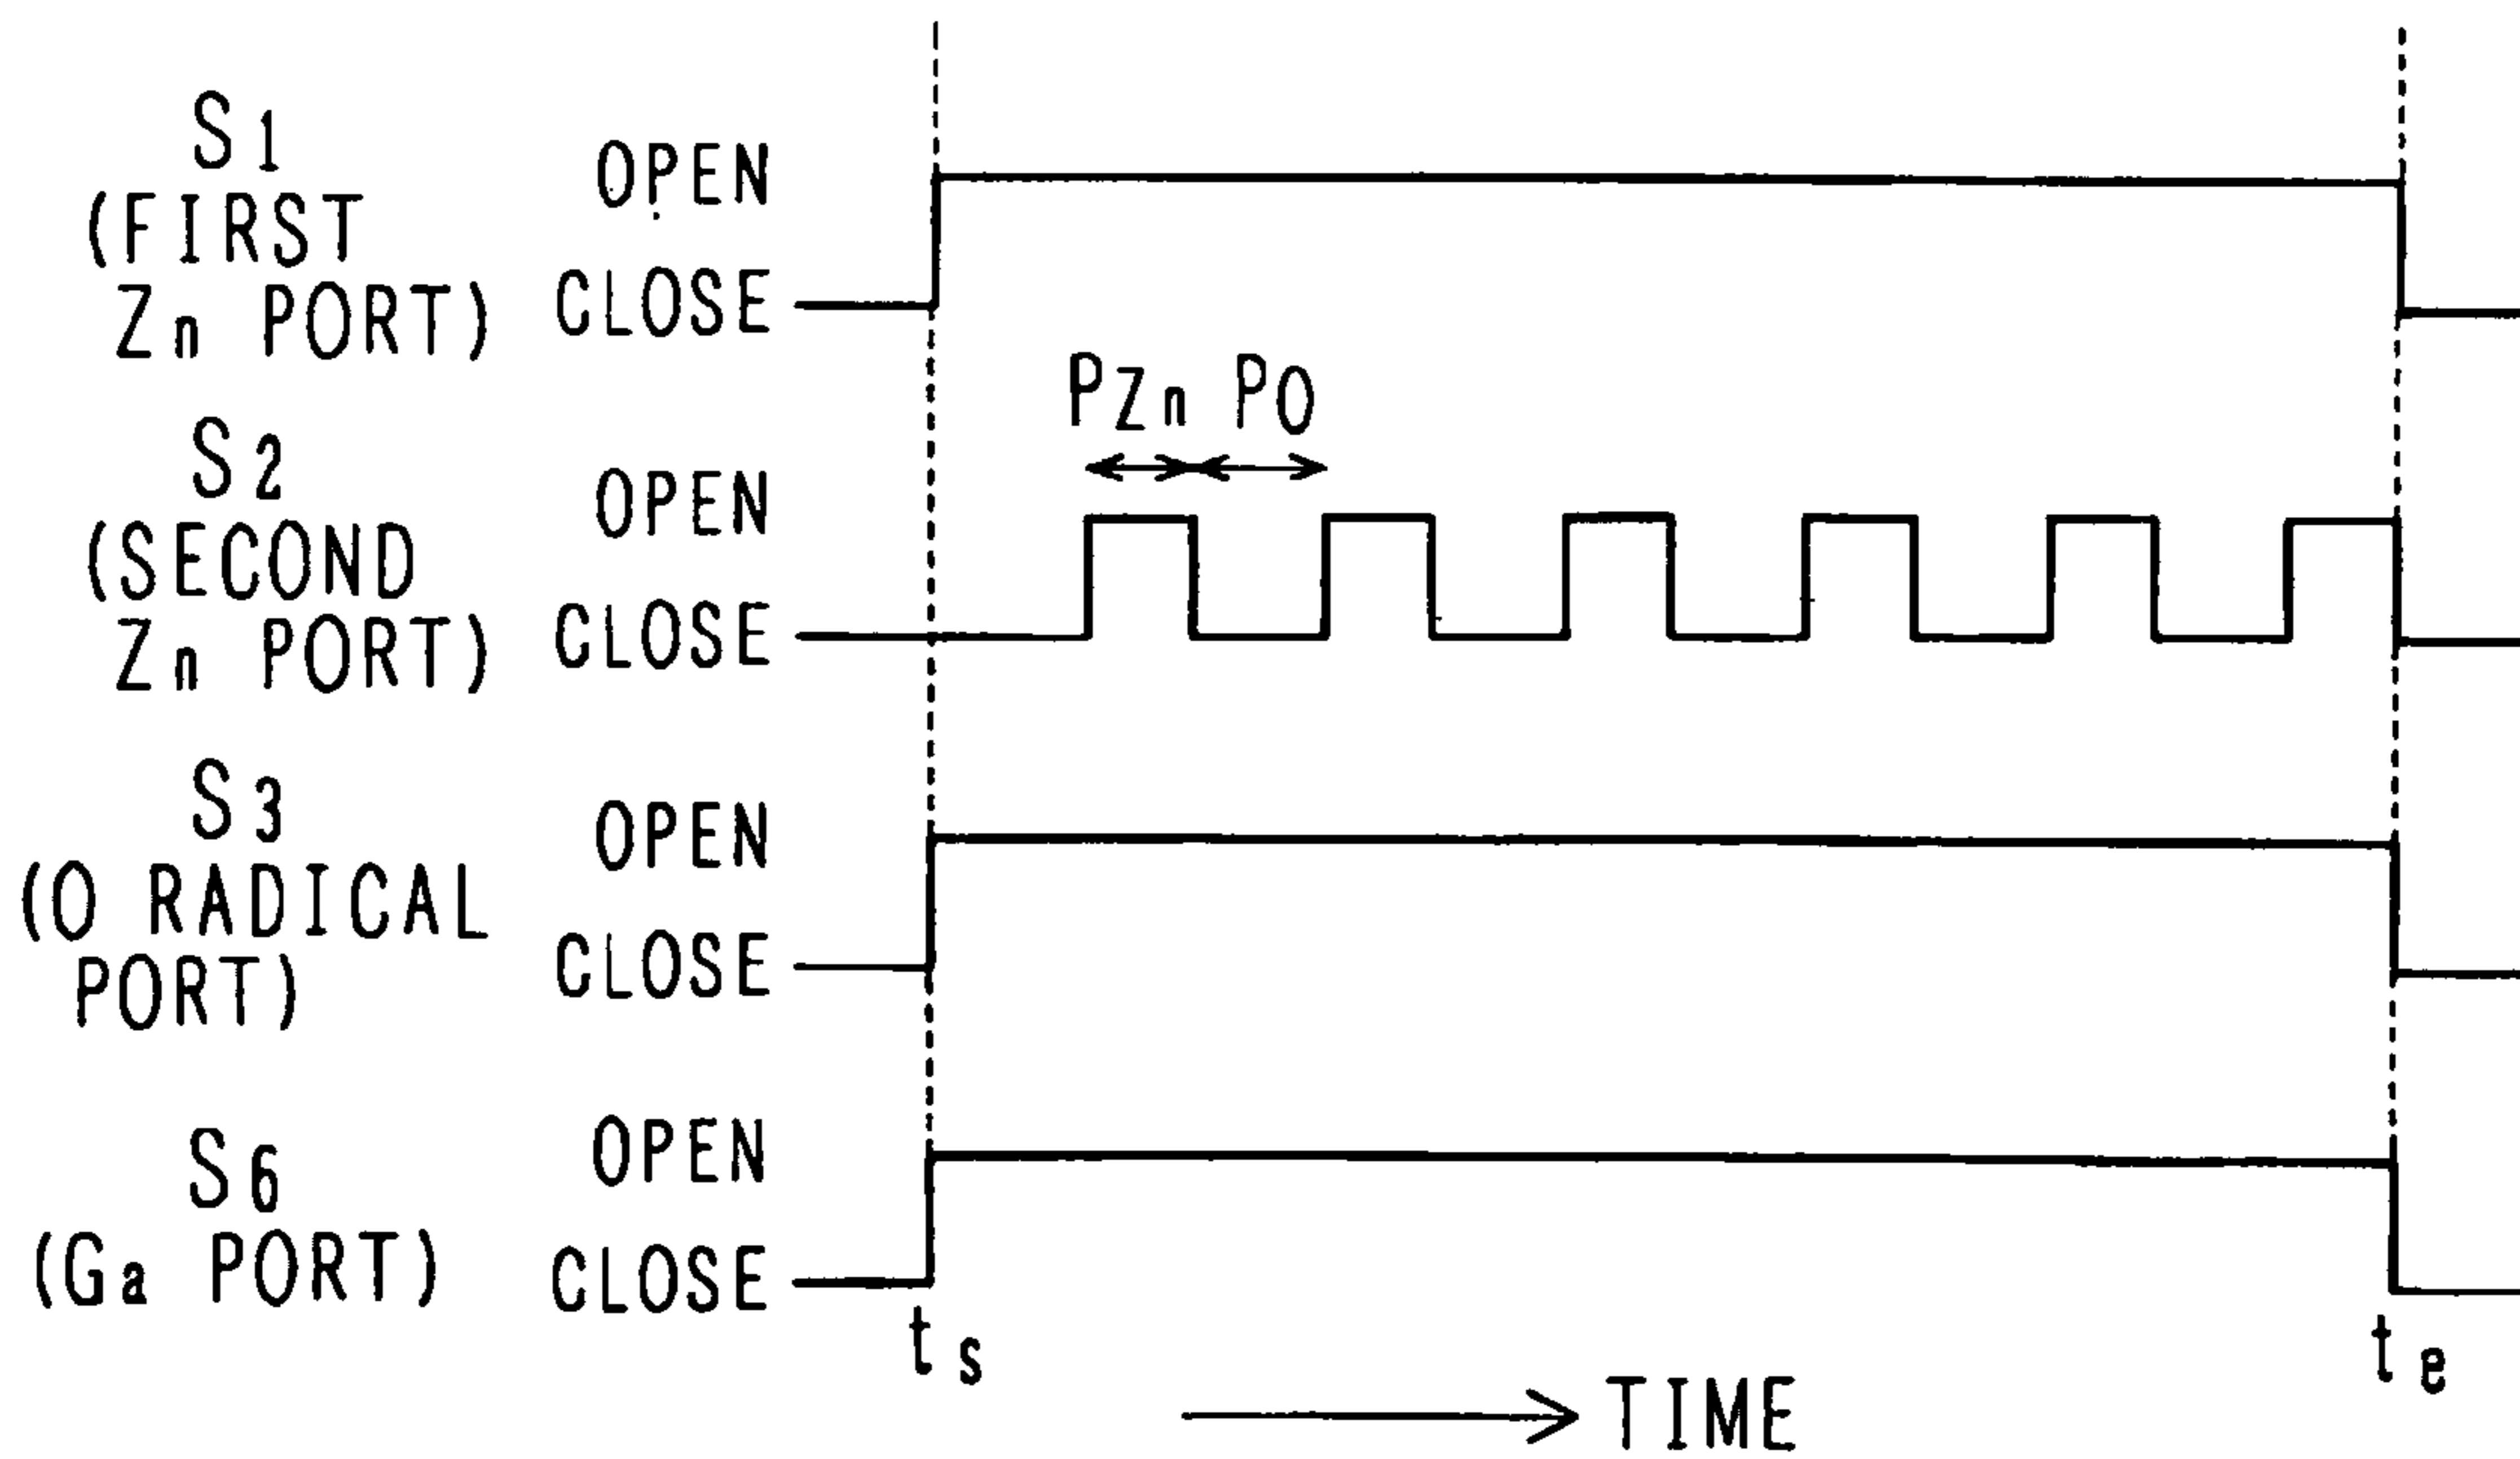 S1
(FIRST
Zn PORT)
OPEN
CLOSE
PZn PO
S2
(SECOND
Zn PORT)
OPEN
CLOSE
S3
(O RADICAL
PORT)
OPEN
CLOSE
S6
(Ga PORT)
OPEN
CLOSE
ts
te
TIME